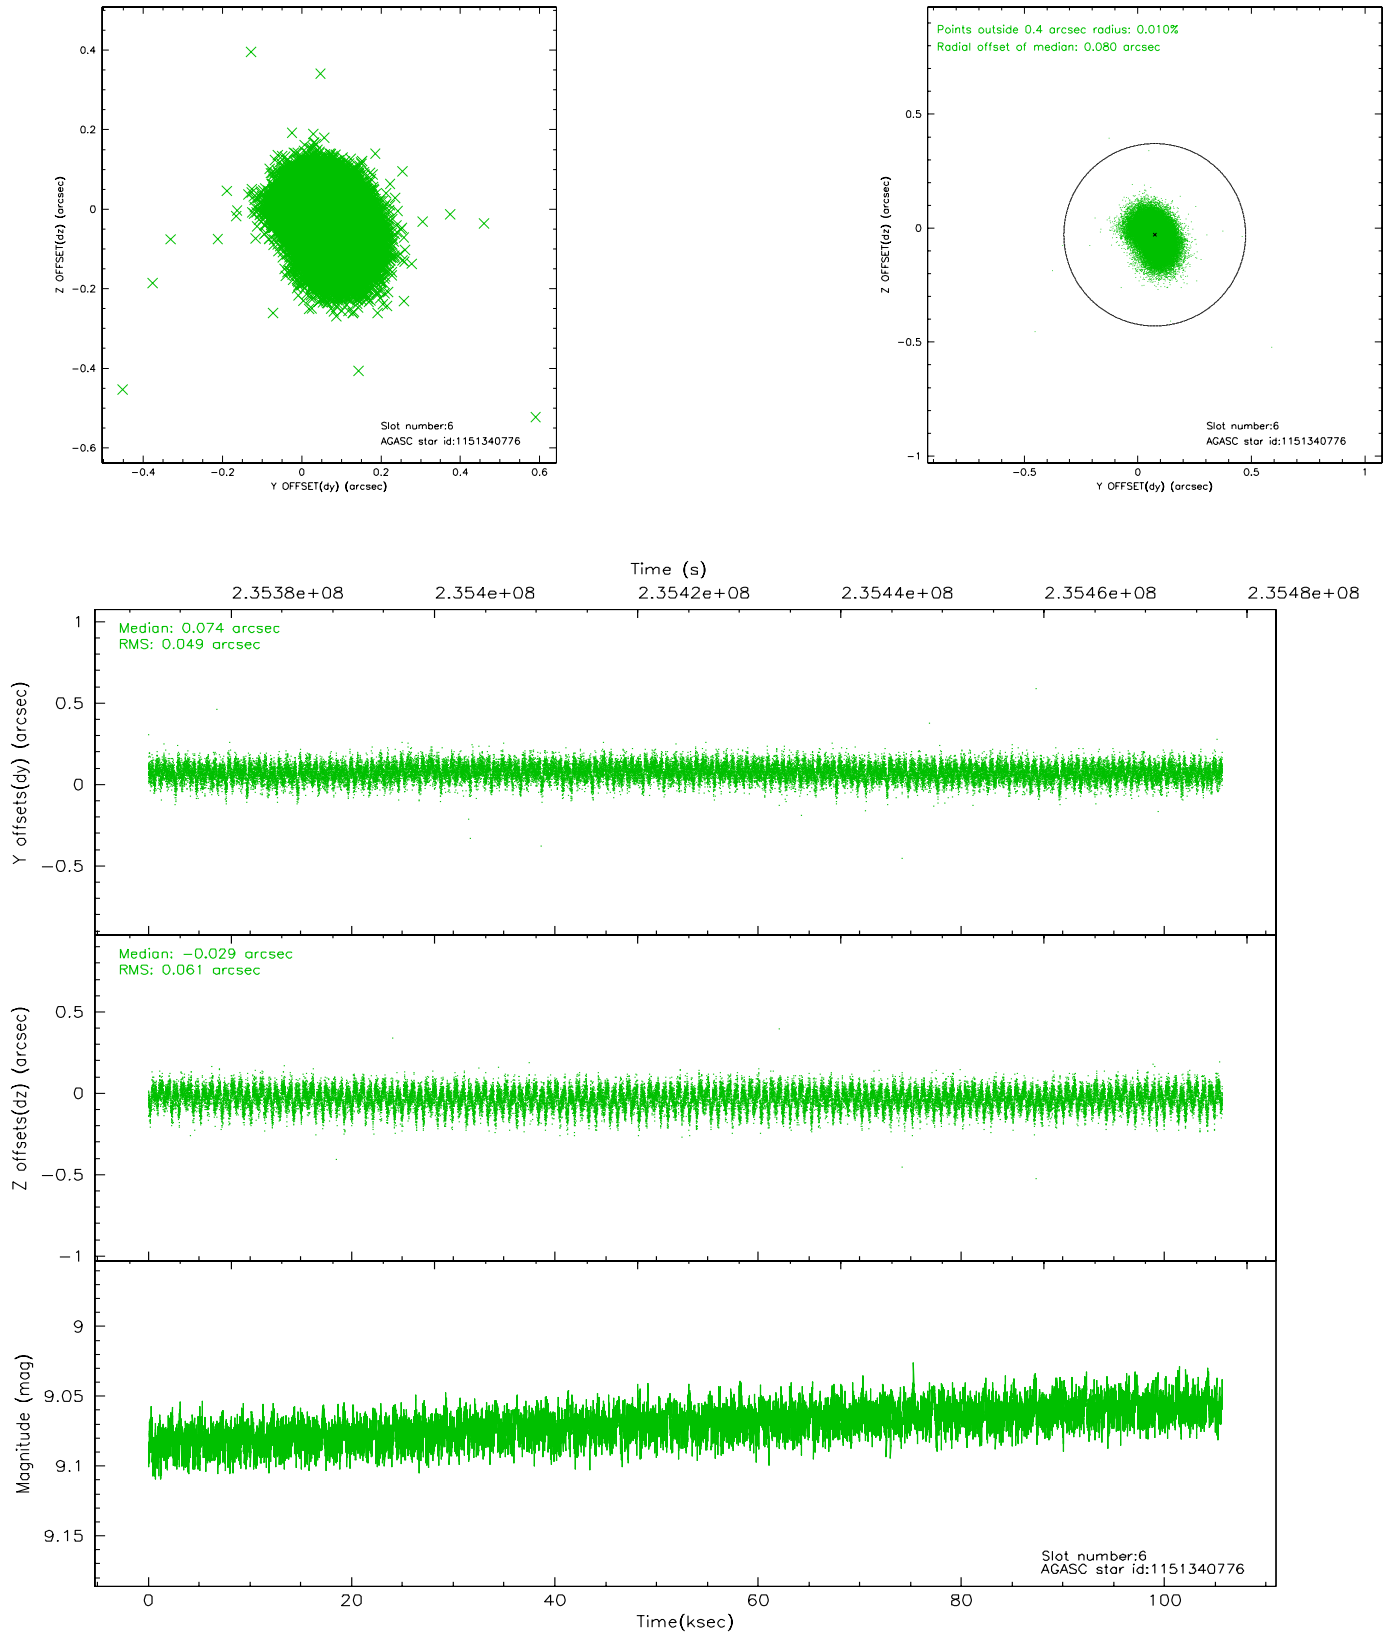 0.4
0.2
0
−0.2
−0.4
−0.6
Z OFFSET(dz) (arcsec)
Slot number:6
AGASC star id:1151340776
−0.4 −0.2 0 0.2 0.4 0.6
Y OFFSET(dy) (arcsec)
Points outside 0.4 arcsec radius: 0.010%
Radial offset of median: 0.080 arcsec
0.5
0
−0.5
−1
Z OFFSET(dz) (arcsec)
Slot number:6
AGASC star id:1151340776
−0.5 0 0.5 1
Y OFFSET(dy) (arcsec)
Time (s)
2.3538e+08 2.354e+08 2.3542e+08 2.3544e+08 2.3546e+08 2.3548e+08
Median: 0.074 arcsec
RMS: 0.049 arcsec
1
0.5
0
−0.5
Y offsets(dy) (arcsec)
Median: −0.029 arcsec
RMS: 0.061 arcsec
0.5
0
−0.5
−1
Z offsets(dz) (arcsec)
9
9.05
9.1
9.15
Magnitude (mag)
Slot number:6
AGASC star id:1151340776
0 20 40 60 80 100
Time(ksec)